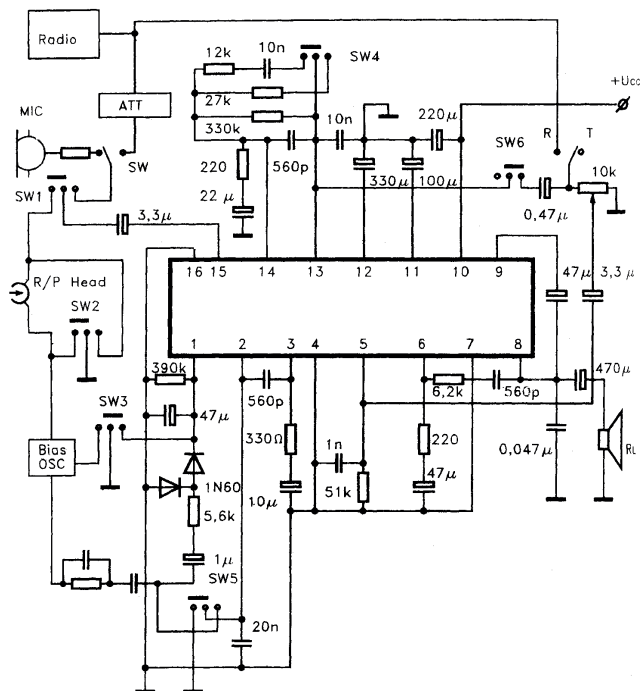 Radio
12k
10n
SW4
+Ucc
MIC
ATT
27k
330k
10n
220μ
SW
560p
SW6
R
T
10k
SW1
220
22 μ
330μ
100μ
0,47μ
3,3μ
R/P Head
SW2
16 15 14 13 12 11 10 9
47μ
3,3 μ
1 2 3 4 5 6 7 8
390k
560p
6,2k
560p
470μ
SW3
47μ
330Ω
1n
220
0,047μ
RL
Bias
OSC
1N60
10μ
51k
47μ
5,6k
1μ
SW5
20n